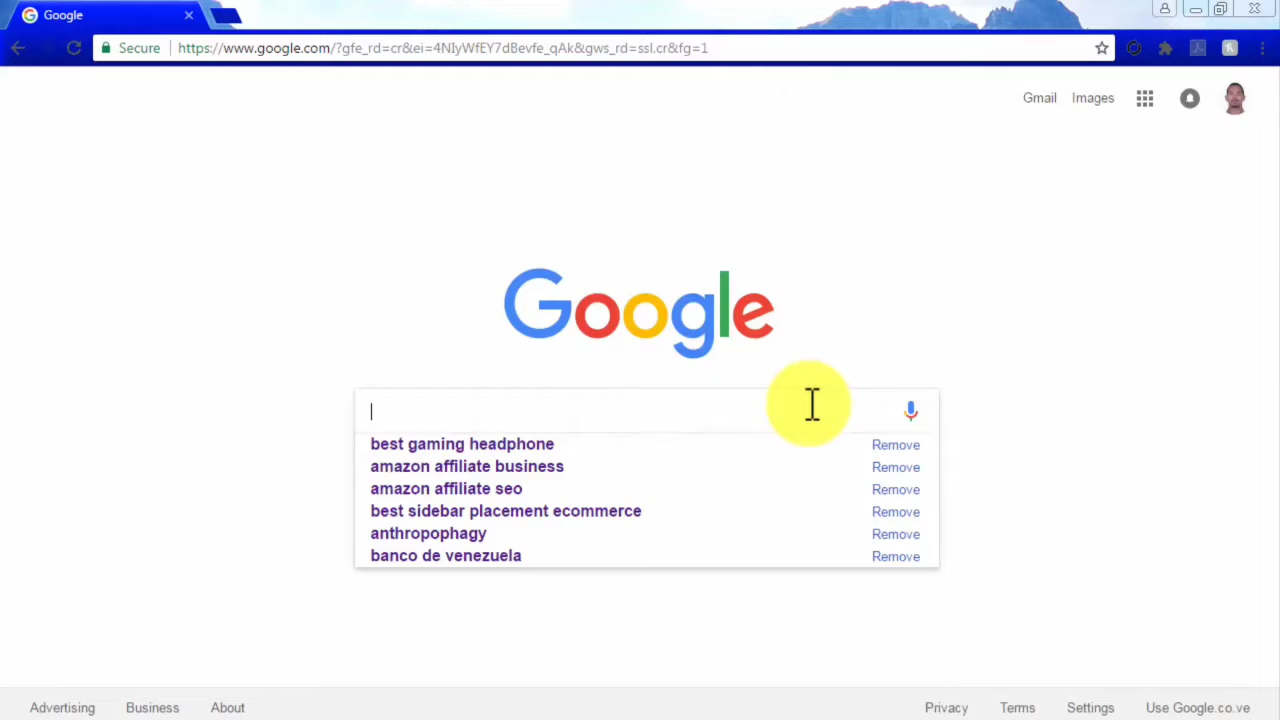 Google
Secure https://www.google.com/?gfe_rd=cr&ei=4NIyWfEY7dBevfe_qAk&gws_rd=ssl,cr&fg=1
Gmail Images
Google
best gaming headphone Remove
amazon affiliate business Remove
amazon affiliate seo Remove
best sidebar placement ecommerce Remove
anthropophagy Remove
banco de venezuela Remove
Advertising Business About Privacy Terms Settings Use Google.co.ve